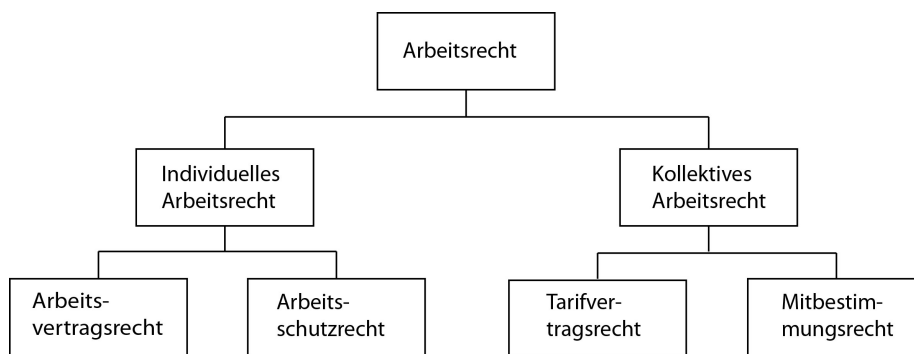 Arbeitsrecht
Individuelles
Arbeitsrecht
Kollektives
Arbeitsrecht
Arbeits-
vertragsrecht
Arbeits-
schutzrecht
Tarifver-
tragsrecht
Mitbestim-
mungsrecht